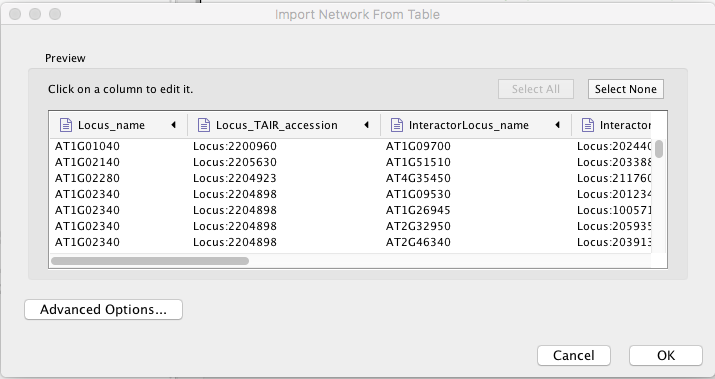 Import Network From Table
Preview
Click on a column to edit it. Select All Select None
Locus_name Locus_TAIR_accession InteractorLocus_name Interactor
AT1G01040 Locus:2200960 AT1G09700 Locus:202440
AT1G02140 Locus:2205630 AT1G51510 Locus:203388
AT1G02280 Locus:2204923 AT4G35450 Locus:211760
AT1G02340 Locus:2204898 AT1G09530 Locus:201234
AT1G02340 Locus:2204898 AT1G26945 Locus:100571
AT1G02340 Locus:2204898 AT2G32950 Locus:205935
AT1G02340 Locus:2204898 AT2G46340 Locus:203913
Advanced Options...
Cancel OK